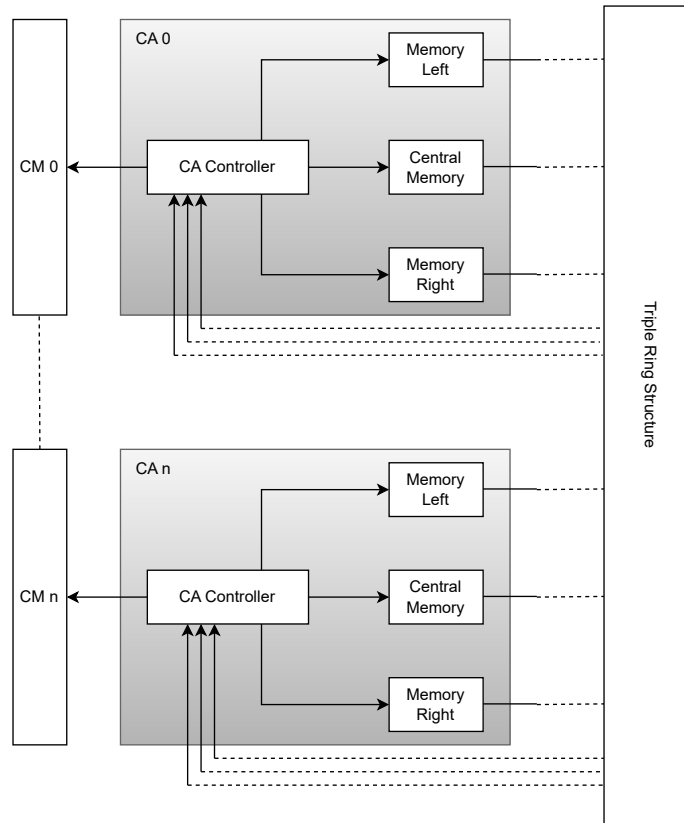 CA 0
Memory
Left
CM 0
CA Controller
Central
Memory
Memory
Right
Triple Ring Structure
CA n
Memory
Left
CM n
CA Controller
Central
Memory
Memory
Right